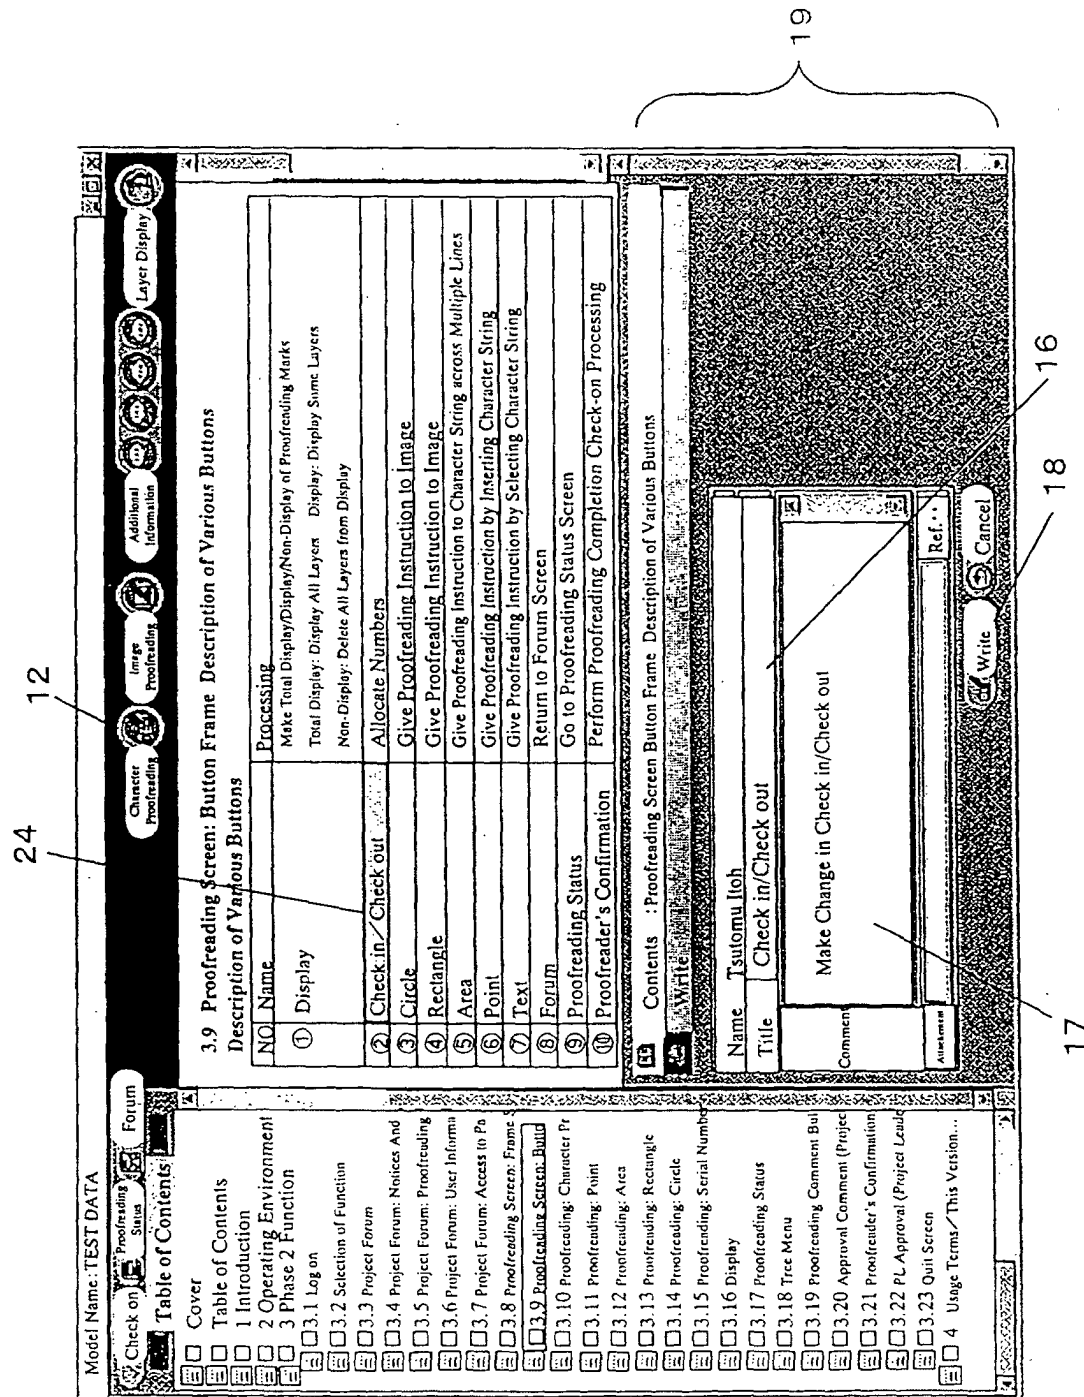 Model Name: TEST DATA
Check on
Proofreading Status
Forum
Character Proofreading
Image Proofreading
Additional Information
Layer Display
Table of Contents
Cover
Table of Contents
1 Introduction
2 Operating Environment
3 Phase 2 Function
3.1 Log on
3.2 Selection of Function
3.3 Project Forum
3.4 Project Forum: Notices And
3.5 Project Forum: Proofreading
3.6 Project Forum: User Informa
3.7 Project Forum: Access to Pa
3.8 Proofreading Screen: Frame S
3.9 Proofreading Screen: Butto
3.10 Proofreading: Character Pr
3.11 Proofreading: Point
3.12 Proofreading: Area
3.13 Proofreading: Rectangle
3.14 Proofreading: Circle
3.15 Proofreading: Serial Numbe
3.16 Display
3.17 Proofreading Status
3.18 Tree Menu
3.19 Proofreading Comment Bul
3.20 Approval Comment (Projec
3.21 Proofreader's Confirmation
3.22 PL Approval (Project Leade
3.23 Quit Screen
4 Usage Terms/This Version...
3.9 Proofreading Screen: Button Frame Description of Various Buttons
Description of Various Buttons
NO Name Processing
① Display Make Total Display/Display/Non-Display of Proofreading Marks
Total Display: Display All Layers Display: Display Some Layers
Non-Display: Delete All Layers from Display
② Check in/Check out Allocate Numbers
③ Circle Give Proofreading Instruction to Image
④ Rectangle Give Proofreading Instruction to Image
⑤ Area Give Proofreading Instruction to Character String across Multiple Lines
⑥ Point Give Proofreading Instruction by Inserting Character String
⑦ Text Give Proofreading Instruction by Selecting Character String
⑧ Forum Return to Forum Screen
⑨ Proofreading Status Go to Proofreading Status Screen
⑩ Proofreader's Confirmation Perform Proofreading Completion Check-on Processing
Contents : Proofreading Screen Button Frame Description of Various Buttons
Write
Name Tsutomu Itoh
Title Check in/Check out
Comment Make Change in Check in/Check out
Attachement Ref.··
Write Cancel
24
12
19
16
17
18